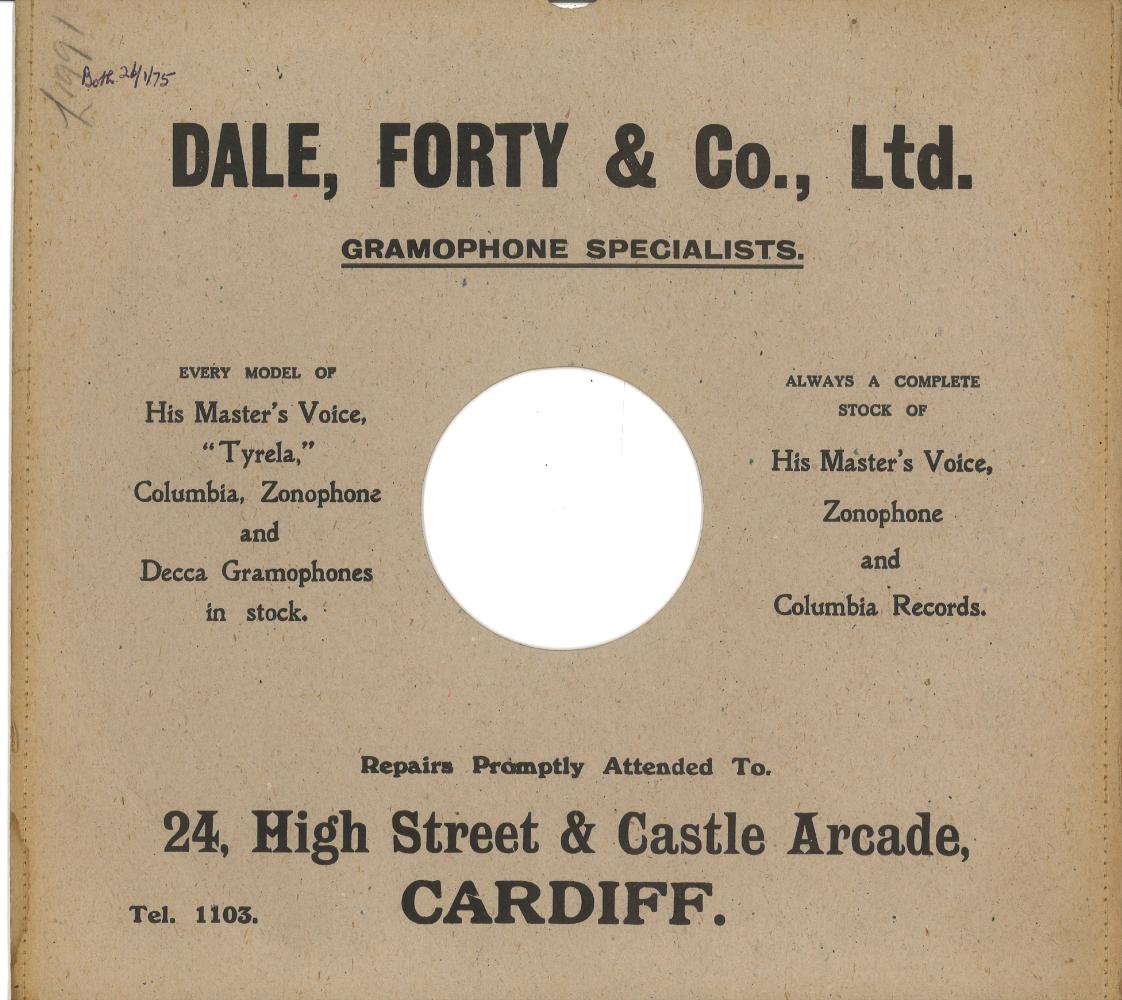 Both 26/1/75
DALE, FORTY & Co., Ltd.
GRAMOPHONE SPECIALISTS.
EVERY MODEL OF
His Master's Voice,
“Tyrela,”
Columbia, Zonophone
and
Decca Gramophones
in stock.
ALWAYS A COMPLETE
STOCK OF
His Master's Voice,
Zonophone
and
Columbia Records.
Repairs Promptly Attended To.
24, High Street & Castle Arcade,
CARDIFF.
Tel. 1103.